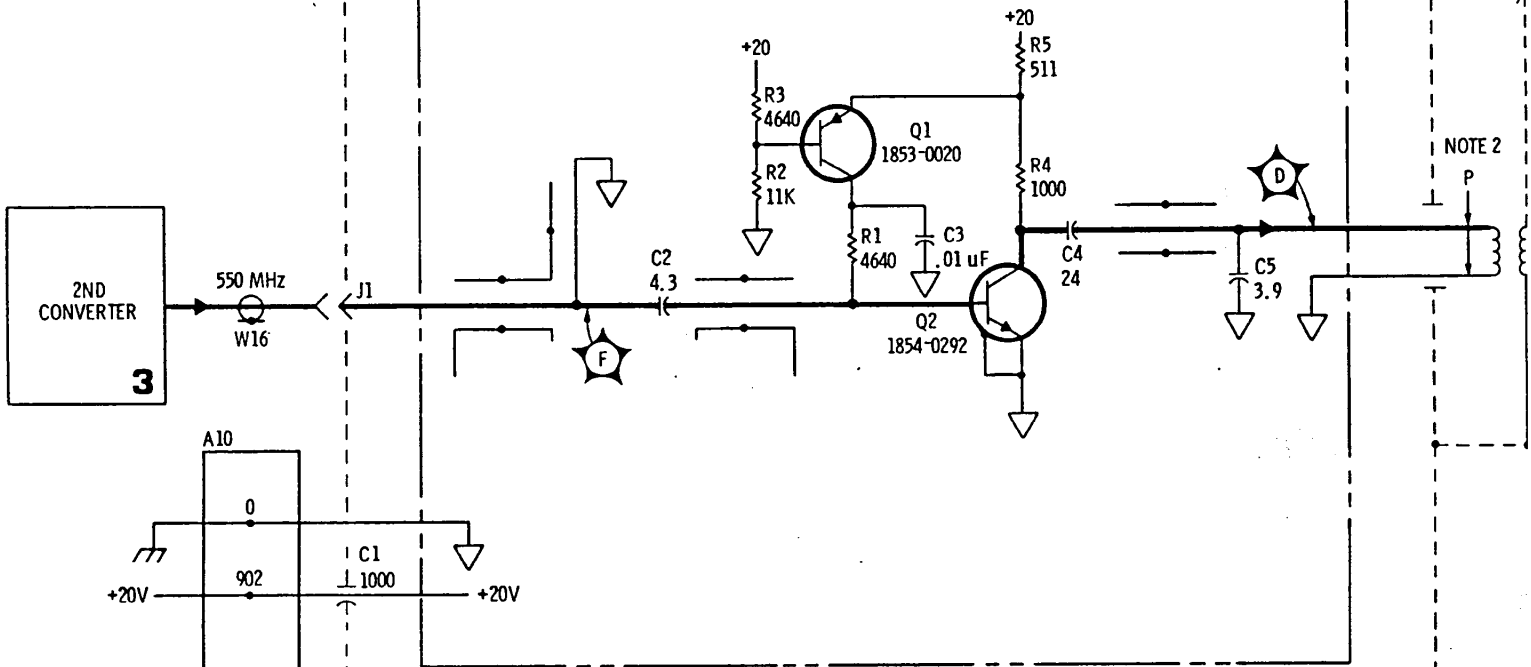 +20
R5
511
+20
R3
4640
Q1
1853-0020
R2
11K
R4
1000
NOTE 2
P
D
2ND
CONVERTER
3
550 MHz
W16
J1
C2
4.3
R1
4640
C3
.01 uF
C4
24
C5
3.9
F
Q2
1854-0292
A10
0
C1
1000
+20V
902
+20V